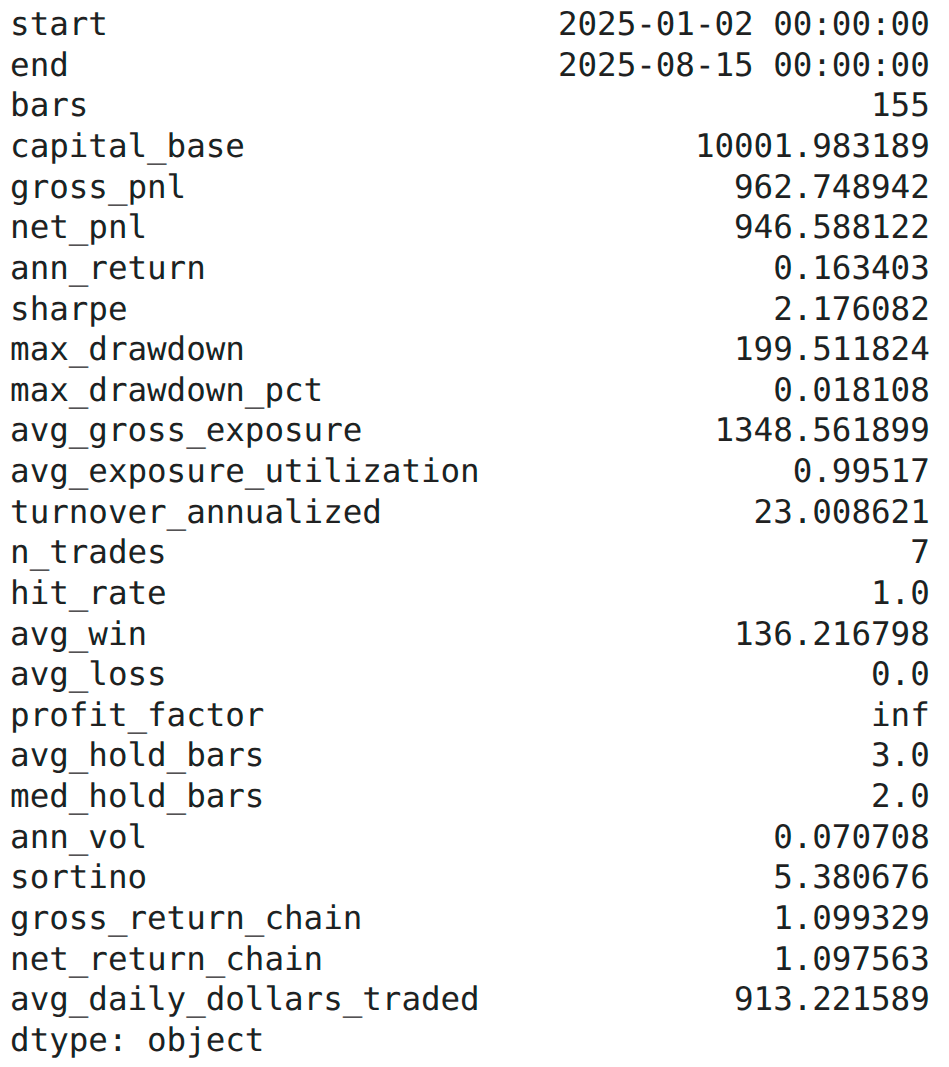 start                       2025-01-02 00:00:00
end                         2025-08-15 00:00:00
bars                                        155
capital_base                       10001.983189
gross_pnl                            962.748942
net_pnl                              946.588122
ann_return                             0.163403
sharpe                                 2.176082
max_drawdown                         199.511824
max_drawdown_pct                       0.018108
avg_gross_exposure                  1348.561899
avg_exposure_utilization                0.99517
turnover_annualized                   23.008621
n_trades                                      7
hit_rate                                    1.0
avg_win                              136.216798
avg_loss                                    0.0
profit_factor                               inf
avg_hold_bars                               3.0
med_hold_bars                               2.0
ann_vol                                0.070708
sortino                                5.380676
gross_return_chain                     1.099329
net_return_chain                       1.097563
avg_daily_dollars_traded             913.221589
dtype: object